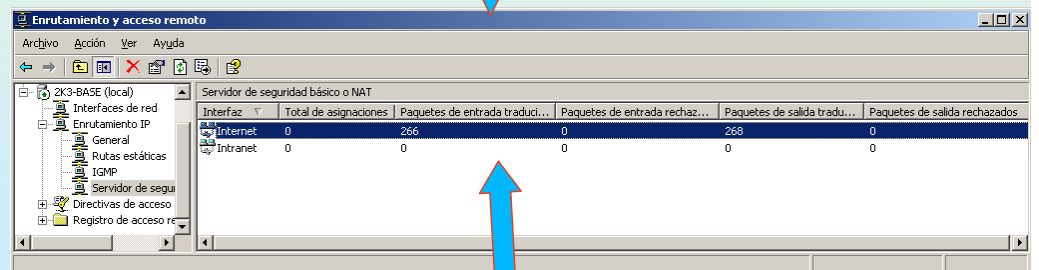 Enrutamiento y acceso remoto
Archivo Acción Ver Ayuda
2K3-BASE (local)
Interfaces de red
Enrutamiento IP
General
Rutas estáticas
IGMP
Servidor de segu
Directivas de acceso
Registro de acceso re
Servidor de seguridad básico o NAT
Interfaz Total de asignaciones Paquetes de entrada traduci... Paquetes de entrada rechaz... Paquetes de salida tradu... Paquetes de salida rechazados
Internet 0 266 0 268 0
Intranet 0 0 0 0 0